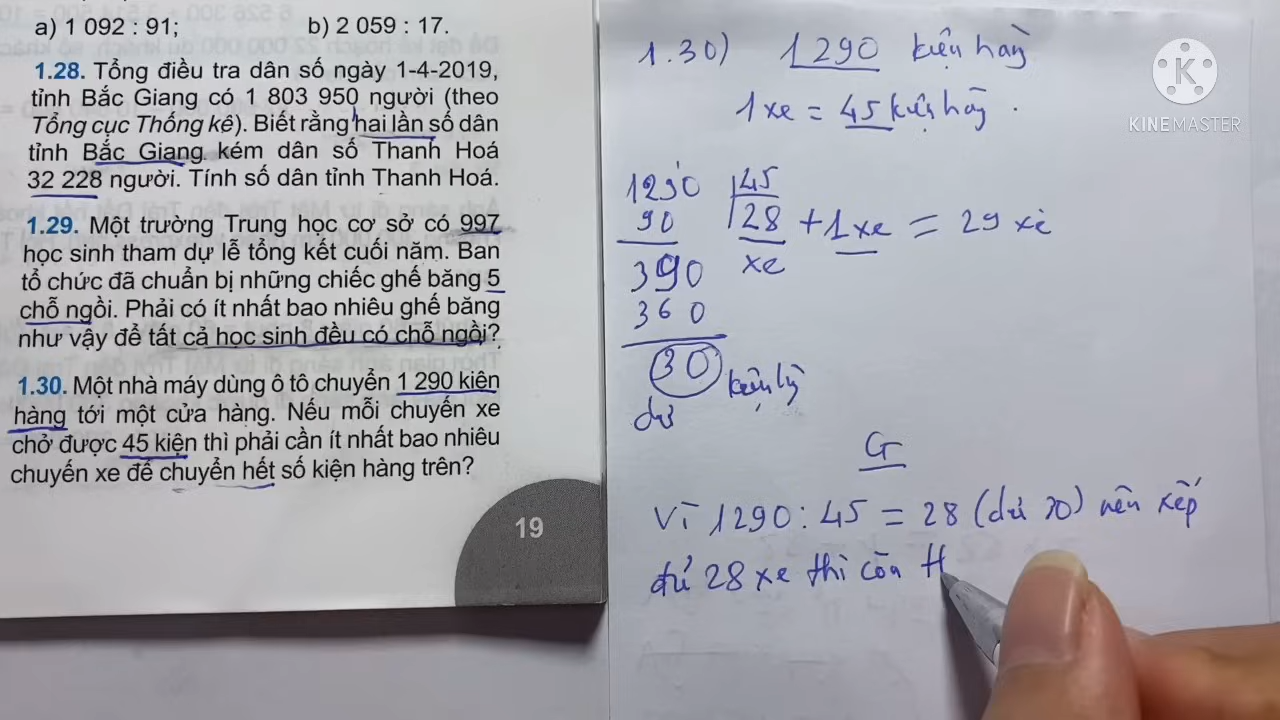 a) 1 092 : 91; b) 2 059 : 17.
1.28. Tổng điều tra dân số ngày 1-4-2019,
tỉnh Bắc Giang có 1 803 950 người (theo
Tổng cục Thống kê). Biết rằng hai lần số dân
tỉnh Bắc Giang kém dân số Thanh Hoá
32 228 người. Tính số dân tỉnh Thanh Hoá.
1.29. Một trường Trung học cơ sở có 997
học sinh tham dự lễ tổng kết cuối năm. Ban
tổ chức đã chuẩn bị những chiếc ghế băng 5
chỗ ngồi. Phải có ít nhất bao nhiêu ghế băng
như vậy để tất cả học sinh đều có chỗ ngồi?
1.30. Một nhà máy dùng ô tô chuyển 1 290 kiện
hàng tới một cửa hàng. Nếu mỗi chuyến xe
chở được 45 kiện thì phải cần ít nhất bao nhiêu
chuyến xe để chuyển hết số kiện hàng trên?
19
1.30) 1290 kiện hàng
1 xe = 45 kiện hàng.
1290 45
90 28 + 1 xe = 29 xe
xe
390
360
30 kiện
dư
G
Vì 1290 : 45 = 28 (dư 30) nên xếp
đủ 28 xe thì còn
KINEMASTER